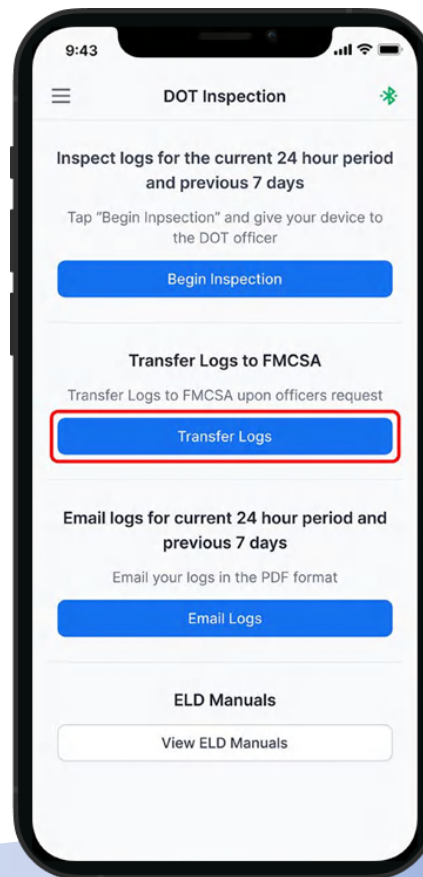 9:43
DOT Inspection
Inspect logs for the current 24 hour period
and previous 7 days
Tap "Begin Inpsection" and give your device to
the DOT officer
Begin Inspection
Transfer Logs to FMCSA
Transfer Logs to FMCSA upon officers request
Transfer Logs
Email logs for current 24 hour period and
previous 7 days
Email your logs in the PDF format
Email Logs
ELD Manuals
View ELD Manuals